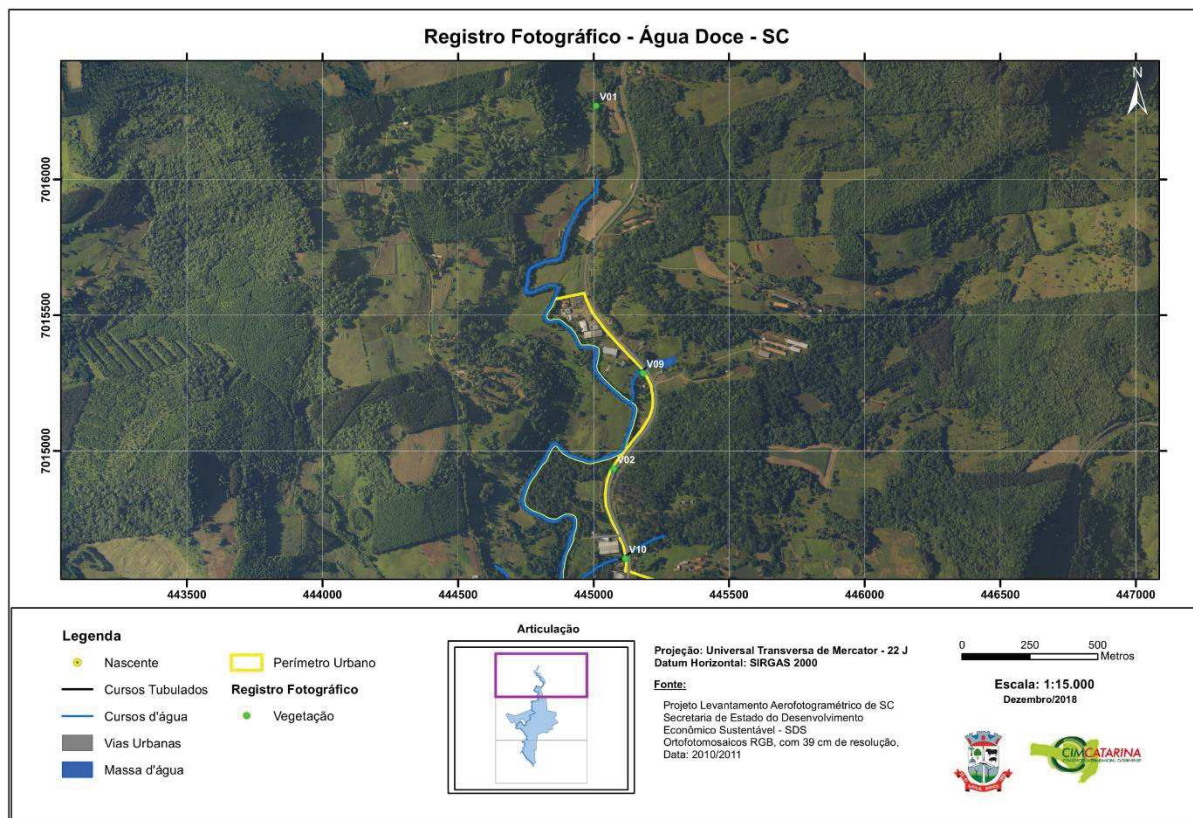 Registro Fotográfico - Água Doce - SC
N
V01
V09
V02
V10
7016000
7015500
7015000
443500 444000 444500 445000 445500 446000 446500 447000
Legenda
Nascente
Cursos Tubulados
Cursos d'água
Vias Urbanas
Massa d'água
Perímetro Urbano
Registro Fotográfico
Vegetação
Articulação
Projeção: Universal Transversa de Mercator - 22 J
Datum Horizontal: SIRGAS 2000
Fonte:
Projeto Levantamento Aerofotogramétrico de SC
Secretaria de Estado do Desenvolvimento
Econômico Sustentável - SDS
Ortofotomosaicos RGB, com 39 cm de resolução,
Data: 2010/2011
0 250 500
Metros
Escala: 1:15.000
Dezembro/2018
CIMCATARINA